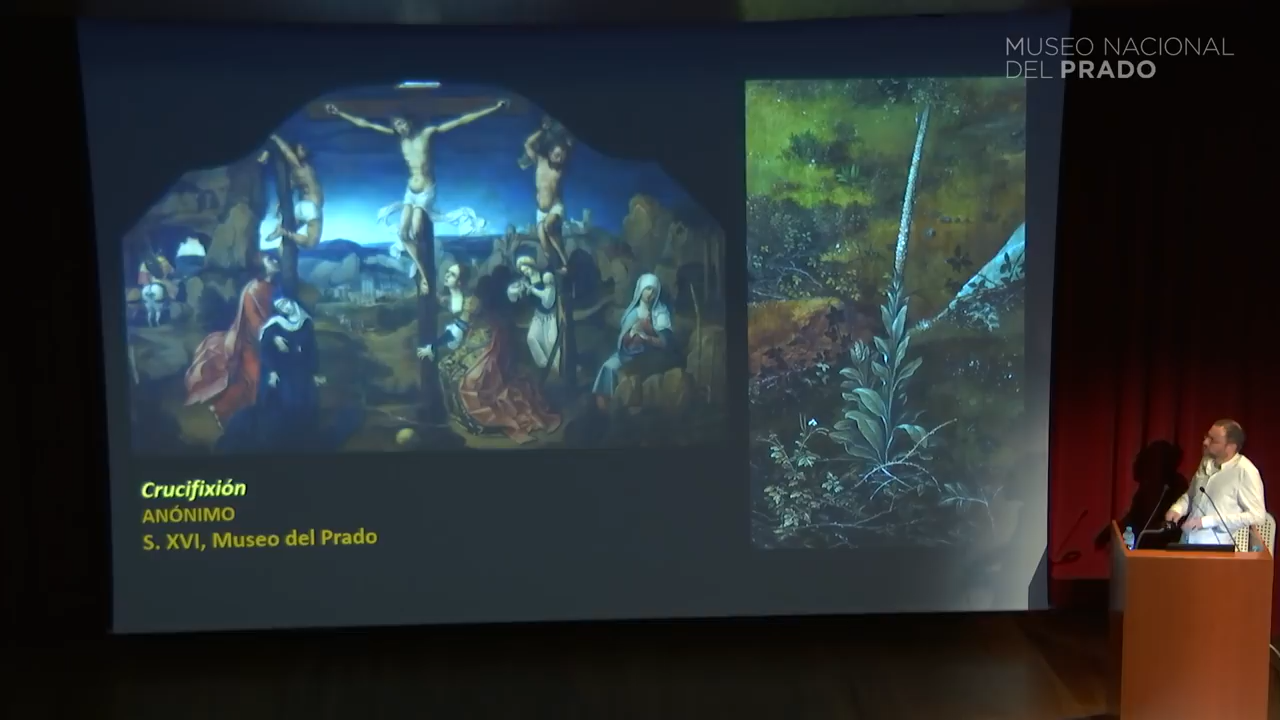 MUSEO NACIONAL
DEL PRADO
Crucifixión
ANÓNIMO
S. XVI, Museo del Prado